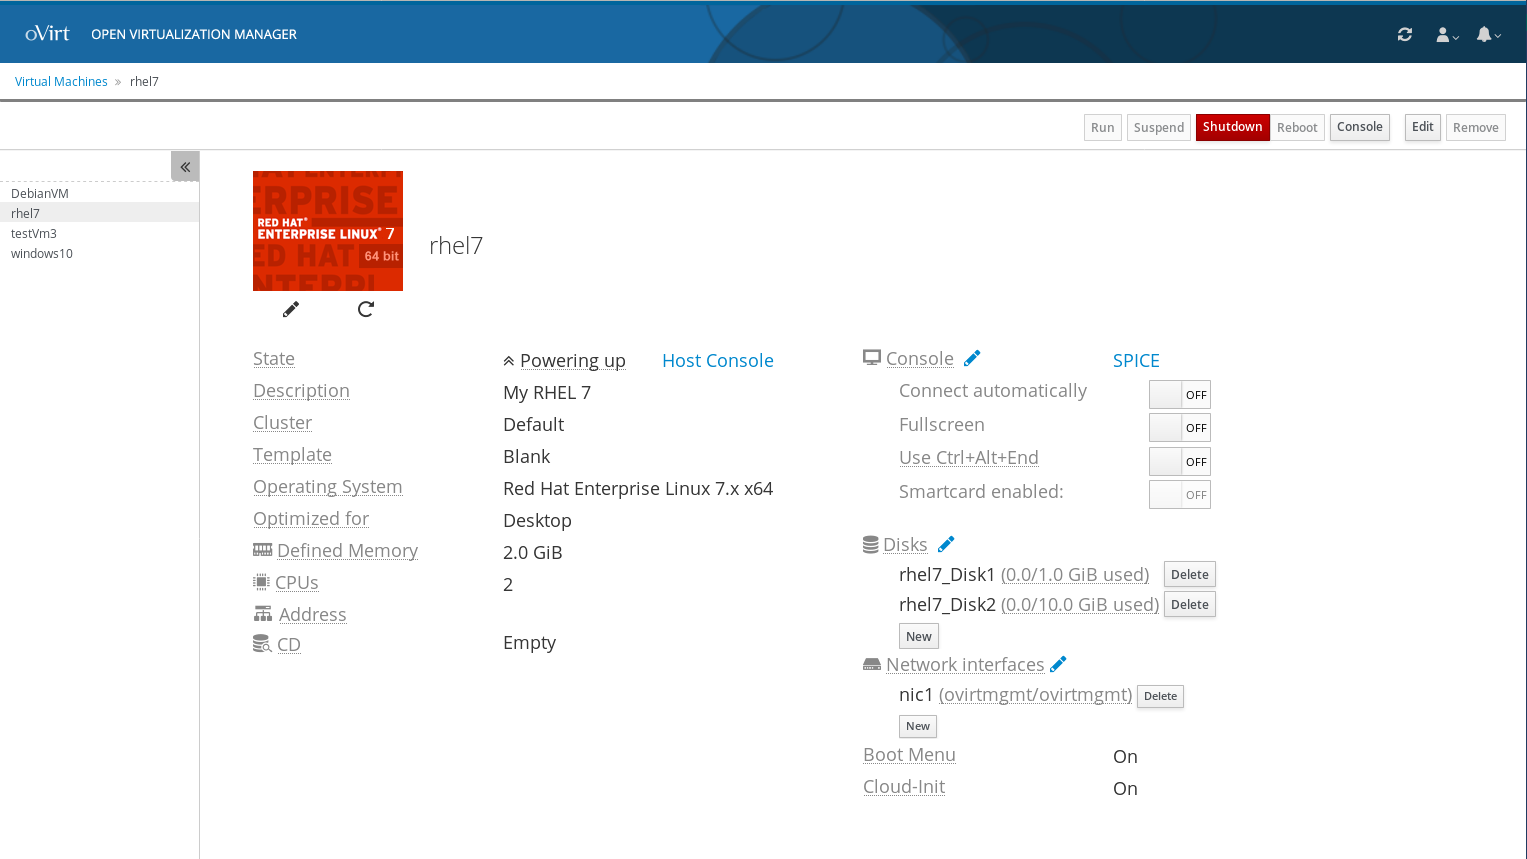 oVirt OPEN VIRTUALIZATION MANAGER
Virtual Machines » rhel7
Run Suspend Shutdown Reboot Console Edit Remove
DebianVM
rhel7
testVm3
windows10
ERPRISE
RED HAT®
ENTERPRISE LINUX® 7
ED HAT 64 bit
rhel7
State Powering up Host Console
Description My RHEL 7
Cluster Default
Template Blank
Operating System Red Hat Enterprise Linux 7.x x64
Optimized for Desktop
Defined Memory 2.0 GiB
CPUs 2
Address
CD Empty
Console SPICE
Connect automatically OFF
Fullscreen OFF
Use Ctrl+Alt+End OFF
Smartcard enabled: OFF
Disks
rhel7_Disk1 (0.0/1.0 GiB used) Delete
rhel7_Disk2 (0.0/10.0 GiB used) Delete
New
Network interfaces
nic1 (ovirtmgmt/ovirtmgmt) Delete
New
Boot Menu On
Cloud-Init On